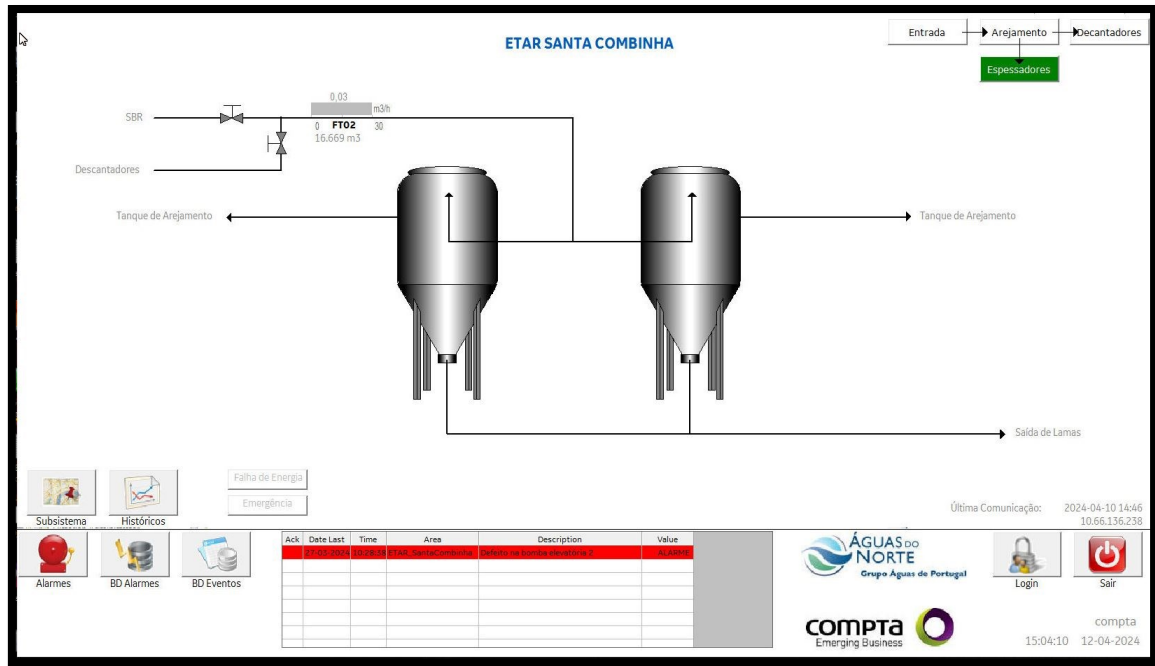 ETAR SANTA COMBINHA
Entrada
Arejamento
Decantadores
Espessadores
0,03
m3/h
SBR
0 FT02 30
16.669 m3
Descantadores
Tanque de Arejamento
Tanque de Arejamento
Saída de Lamas
Falha de Energia
Emergência
Subsistema
Históricos
Última Comunicação: 2024-04-10 14:46
10.66.136.238
Ack Date Last Time Area Description Value
27-03-2024 10:28:38 ETAR_SantaCombinha Defeito na bomba elevatória 2 ALARME
Alarmes
BD Alarmes
BD Eventos
ÁGUAS DO
NORTE
Grupo Águas de Portugal
Login
Sair
compta
Emerging Business
compta
15:04:10 12-04-2024